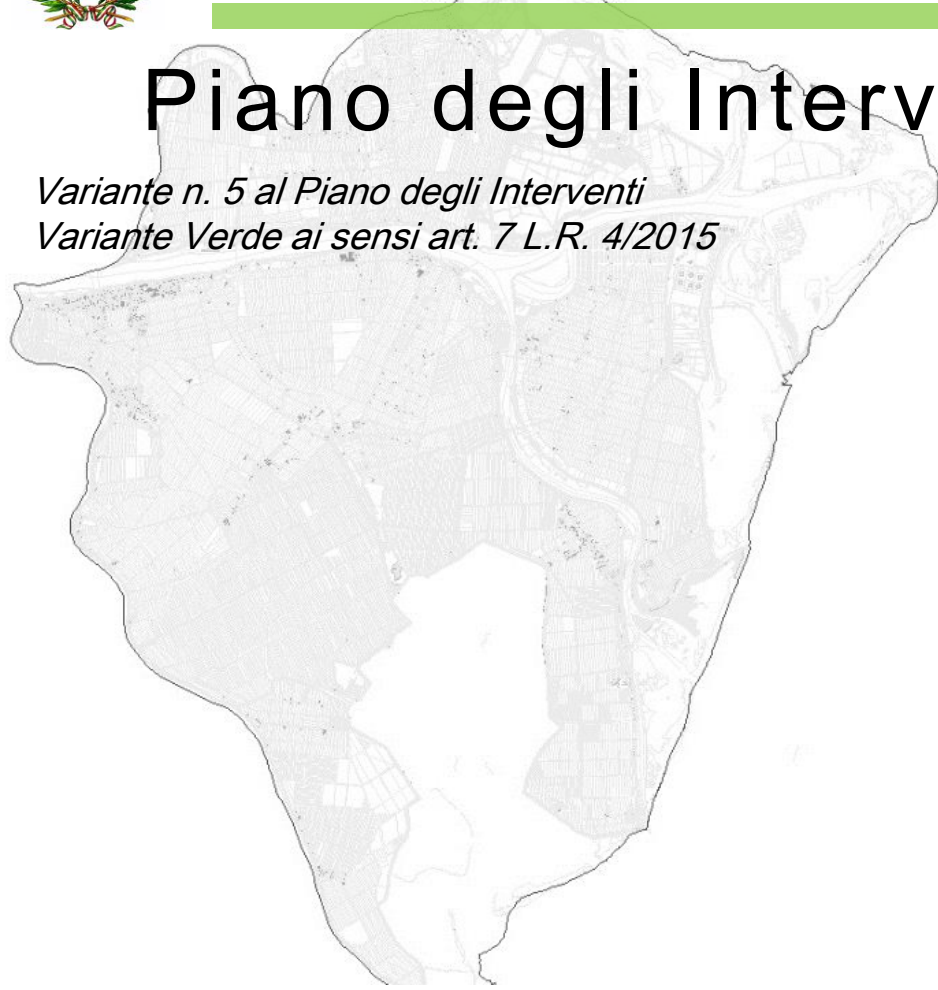 Piano degli Interv
Variante n. 5 al Piano degli Interventi
Variante Verde ai sensi art. 7 L.R. 4/2015